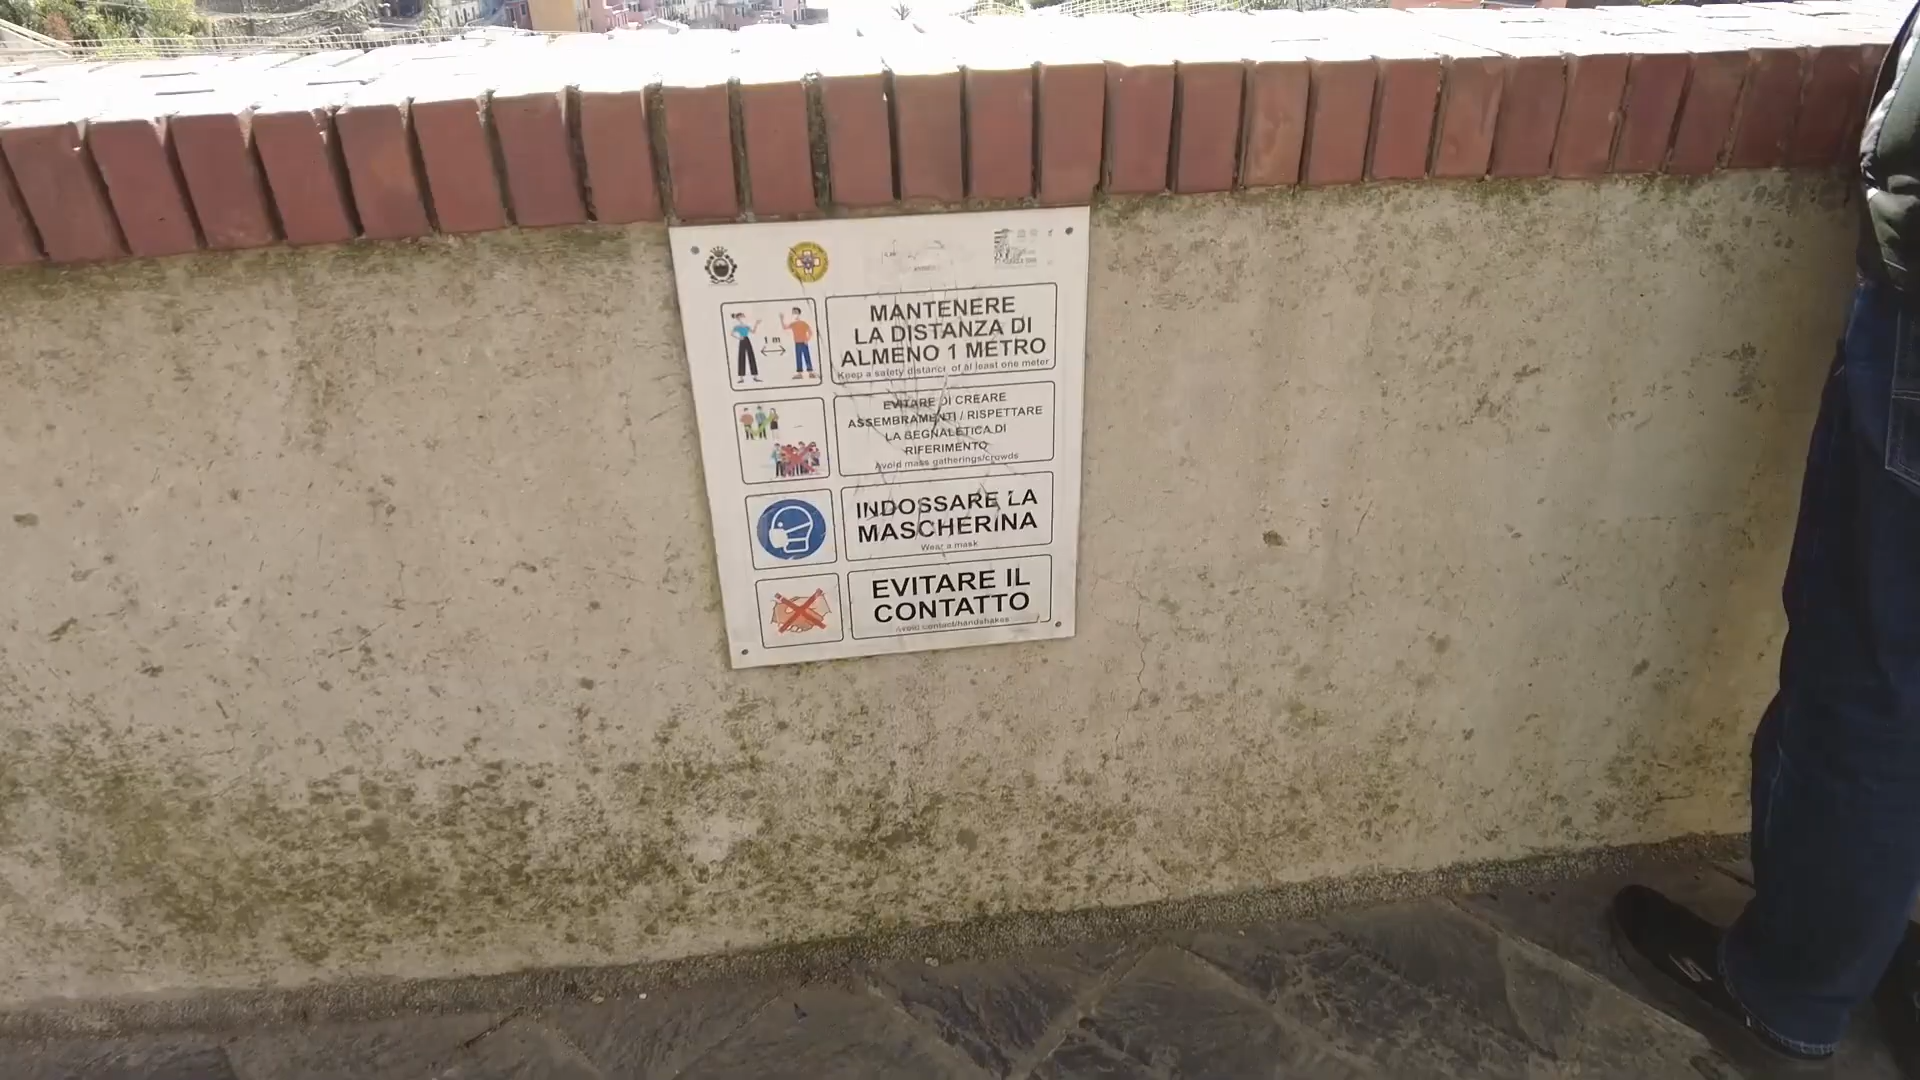 1 m
MANTENERE
LA DISTANZA DI
ALMENO 1 METRO
Keep a safety distance of at least one meter
EVITARE DI CREARE
ASSEMBRAMENTI / RISPETTARE
LA SEGNALETICA DI
RIFERIMENTO
Avoid mass gatherings/crowds
INDOSSARE LA
MASCHERINA
Wear a mask
EVITARE IL
CONTATTO
Avoid contact/handshakes